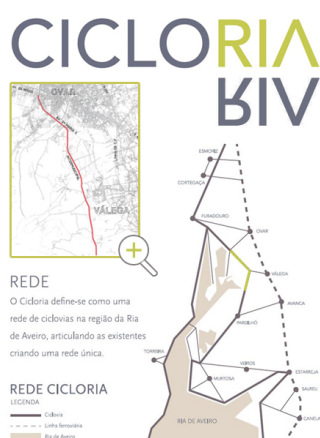 CICLORIA
RIA
OVAR
VÁLEGA
REDE
O Cicloria define-se como uma
rede de ciclovias na região da Ria
de Aveiro, articulando as existentes
criando uma rede única.
REDE CICLORIA
LEGENDA
Ciclovia
Linha ferroviária
Ria de Aveiro
ESMORIZ
CORTEGAÇA
FURADOURO
OVAR
VÁLEGA
AVANCA
PARDILHÓ
TORREIRA
VEIROS
ESTARREJA
MURTOSA
SALREU
RIA DE AVEIRO
CANELA